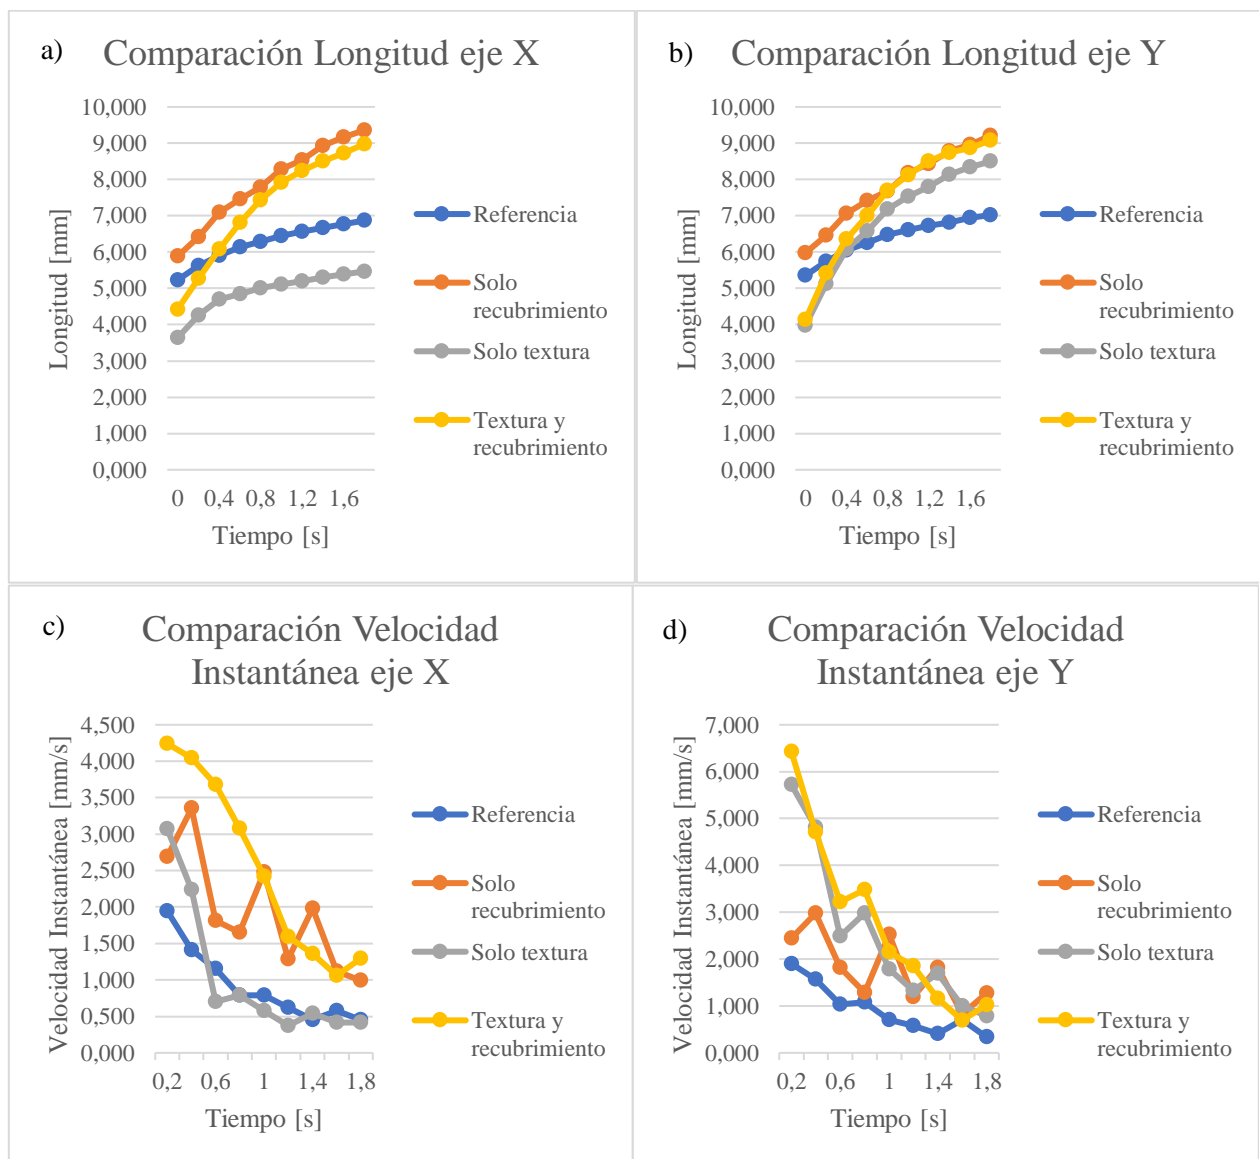 a)
Comparación Longitud eje X
10,000
9,000
8,000
7,000
6,000
5,000
4,000
3,000
2,000
1,000
0,000
Longitud [mm]
0 0,4 0,8 1,2 1,6
Tiempo [s]
Referencia
Solo
recubrimiento
Solo textura
Textura y
recubrimiento
b)
Comparación Longitud eje Y
10,000
9,000
8,000
7,000
6,000
5,000
4,000
3,000
2,000
1,000
0,000
Longitud [mm]
0 0,4 0,8 1,2 1,6
Tiempo [s]
Referencia
Solo
recubrimiento
Solo textura
Textura y
recubrimiento
c)
Comparación Velocidad
Instantánea eje X
4,500
4,000
3,500
3,000
2,500
2,000
1,500
1,000
0,500
0,000
Velocidad Instantánea [mm/s]
0,2 0,6 1 1,4 1,8
Tiempo [s]
Referencia
Solo
recubrimiento
Solo textura
Textura y
recubrimiento
d)
Comparación Velocidad
Instantánea eje Y
7,000
6,000
5,000
4,000
3,000
2,000
1,000
0,000
Velocidad Instantánea [mm/s]
0,2 0,6 1 1,4 1,8
Tiempo [s]
Referencia
Solo
recubrimiento
Solo textura
Textura y
recubrimiento